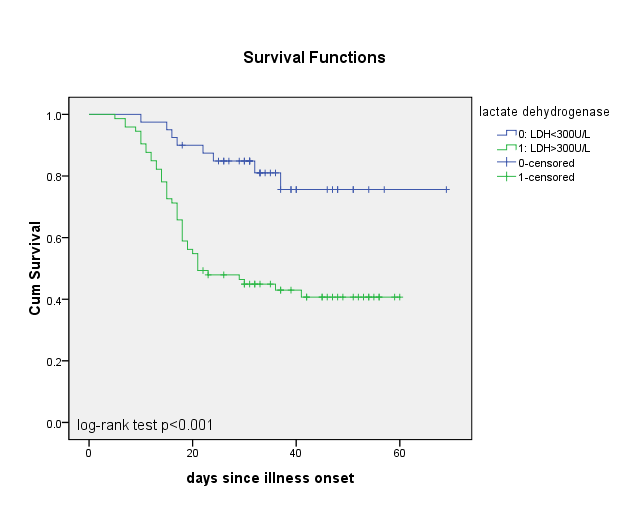 Survival Functions
lactate dehydrogenase
0: LDH<300U/L
1: LDH>300U/L
0-censored
1-censored
Cum Survival
1.0
0.8
0.6
0.4
0.2
0.0
log-rank test p<0.001
0 20 40 60
days since illness onset